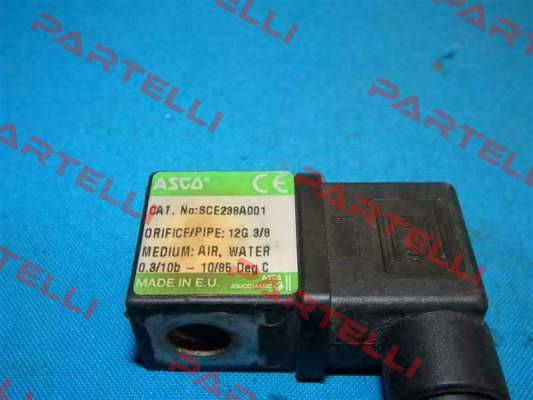 ASCO®
CE
CAT. No:SCE238A001
ORIFICE/PIPE: 12G 3/8
MEDIUM: AIR, WATER
0.3/10b - 10/85 Deg C
MADE IN E.U.
ASCO
JOUCOMATIC
PARTELLI
PARTELLI
PARTELLI
PARTELLI
PARTELLI